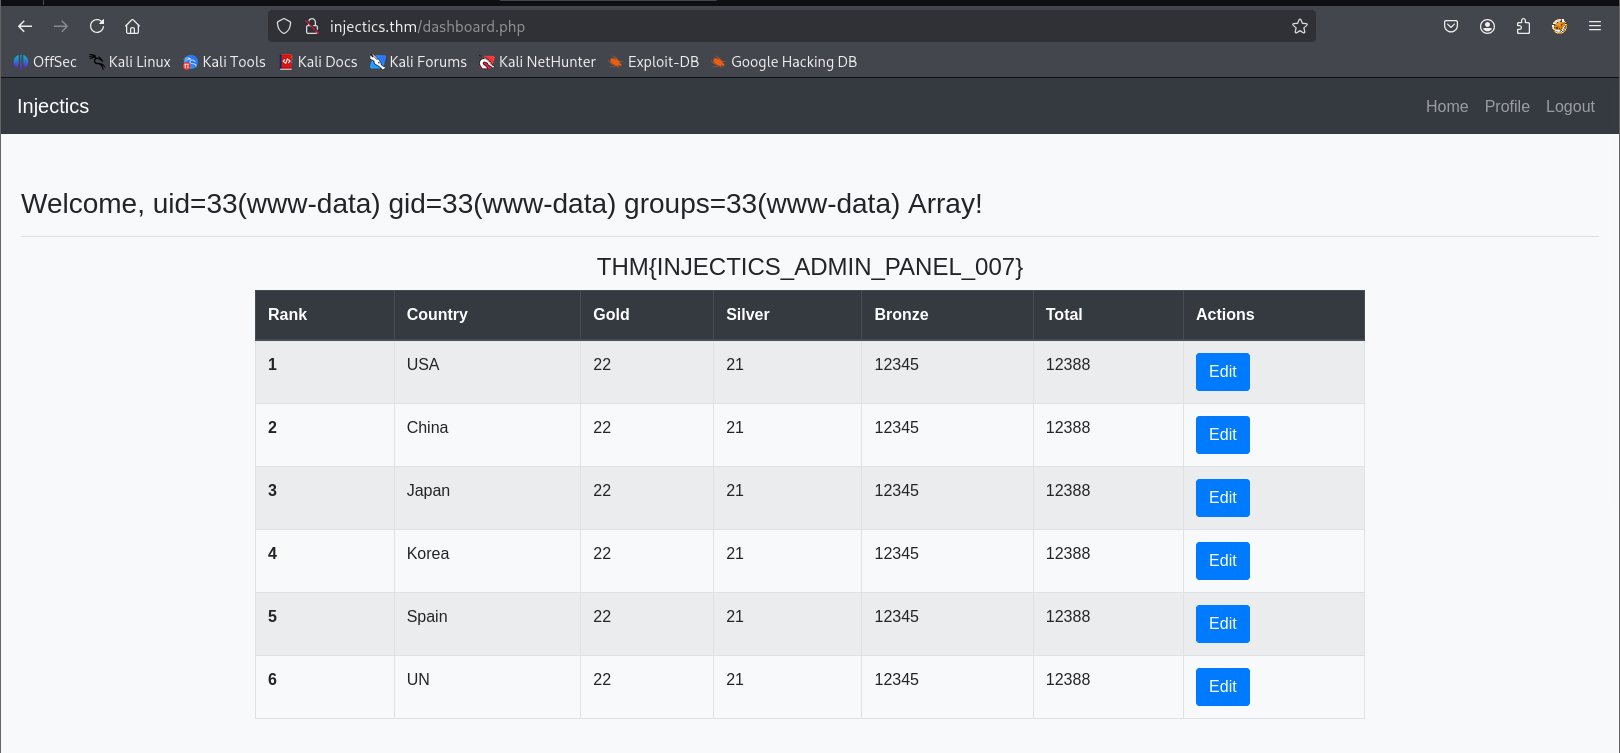 injectics.thm/dashboard.php
OffSec Kali Linux Kali Tools Kali Docs Kali Forums Kali NetHunter Exploit-DB Google Hacking DB
Injectics Home Profile Logout
Welcome, uid=33(www-data) gid=33(www-data) groups=33(www-data) Array!
THM{INJECTICS_ADMIN_PANEL_007}
Rank Country Gold Silver Bronze Total Actions
1 USA 22 21 12345 12388 Edit
2 China 22 21 12345 12388 Edit
3 Japan 22 21 12345 12388 Edit
4 Korea 22 21 12345 12388 Edit
5 Spain 22 21 12345 12388 Edit
6 UN 22 21 12345 12388 Edit